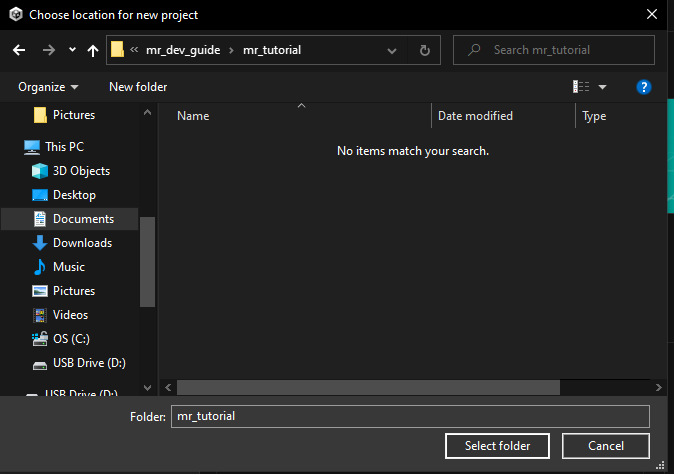 Choose location for new project
mr_dev_guide
mr_tutorial
Search mr_tutorial
Organize
New folder
Pictures
This PC
3D Objects
Desktop
Documents
Downloads
Music
Pictures
Videos
OS (C:)
USB Drive (D:)
USB Drive (D:)
Name
Date modified
Type
No items match your search.
Folder:
mr_tutorial
Select folder
Cancel